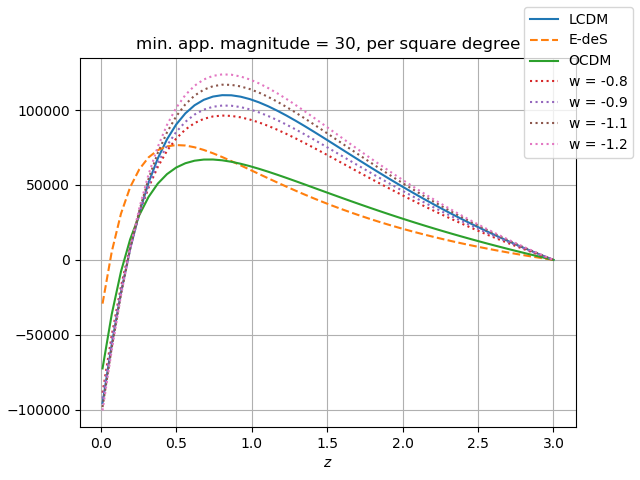 min. app. magnitude = 30, per square degree
LCDM
E-deS
OCDM
w = -0.8
w = -0.9
w = -1.1
w = -1.2
100000
50000
0
−50000
−100000
0.0 0.5 1.0 1.5 2.0 2.5 3.0
z